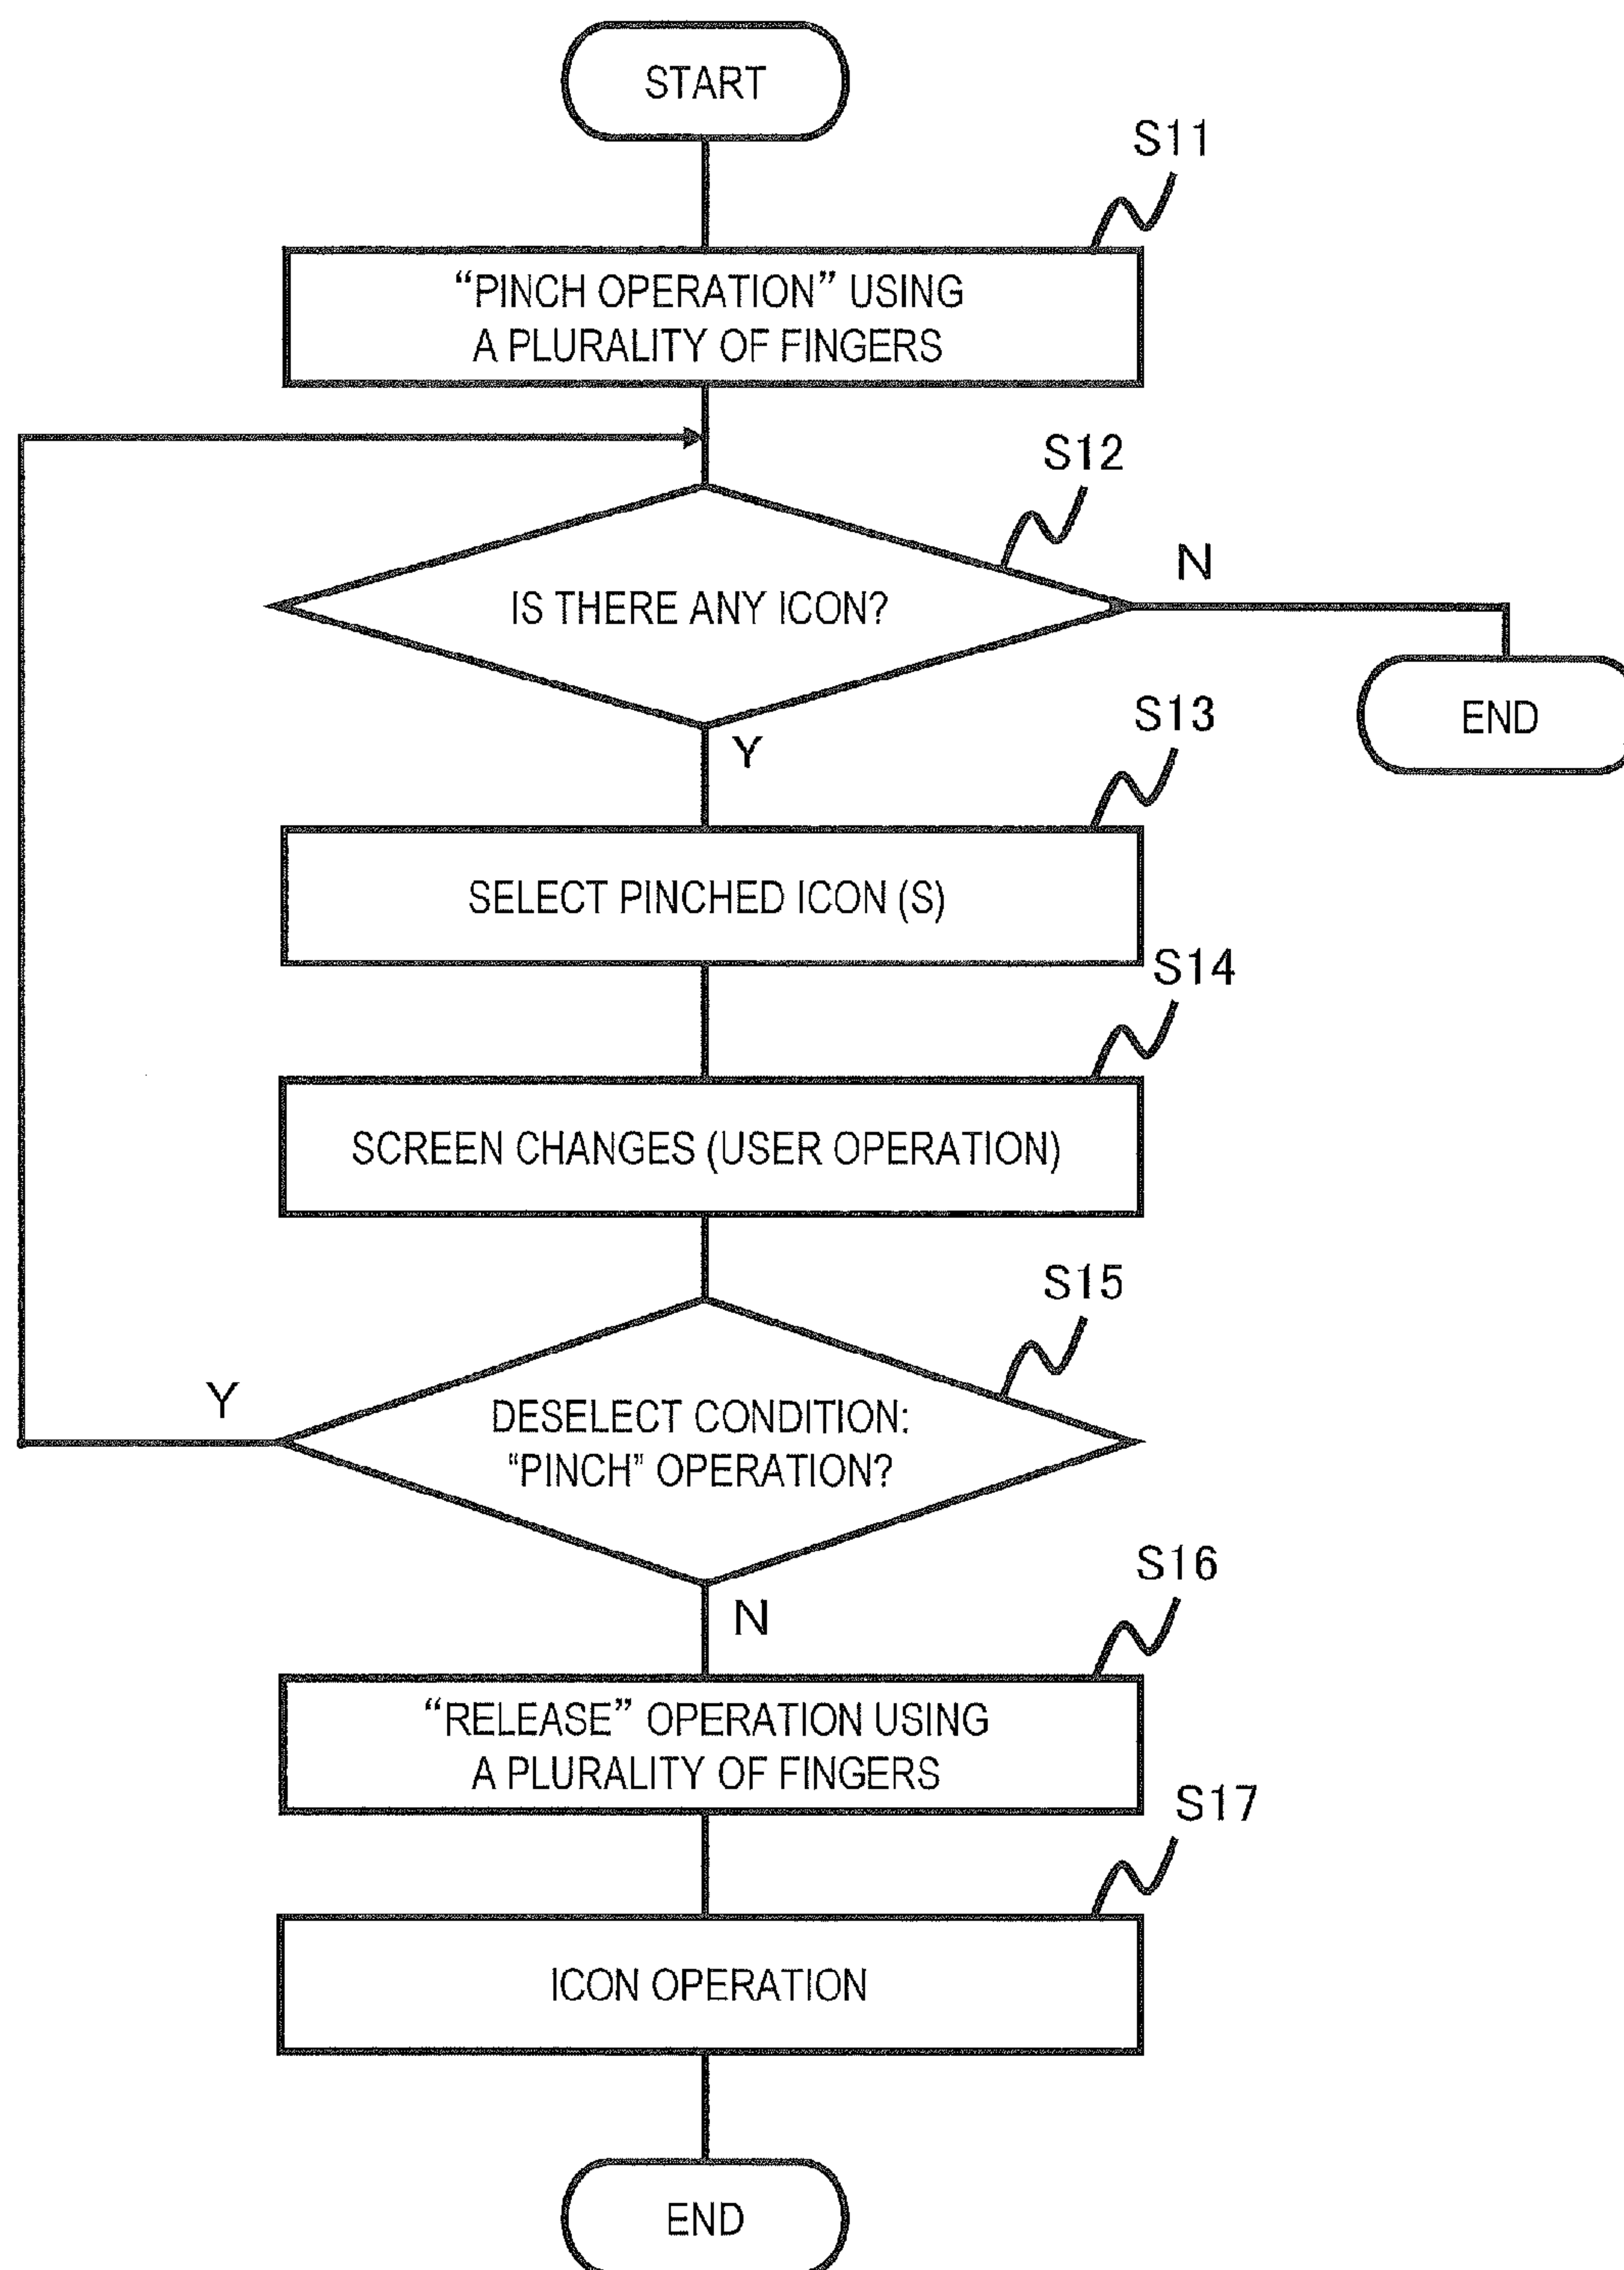 START
S11
“PINCH OPERATION” USING
A PLURALITY OF FINGERS
S12
IS THERE ANY ICON?
N
END
Y
S13
SELECT PINCHED ICON (S)
S14
SCREEN CHANGES (USER OPERATION)
S15
Y
DESELECT CONDITION:
"PINCH" OPERATION?
N
S16
“RELEASE” OPERATION USING
A PLURALITY OF FINGERS
S17
ICON OPERATION
END